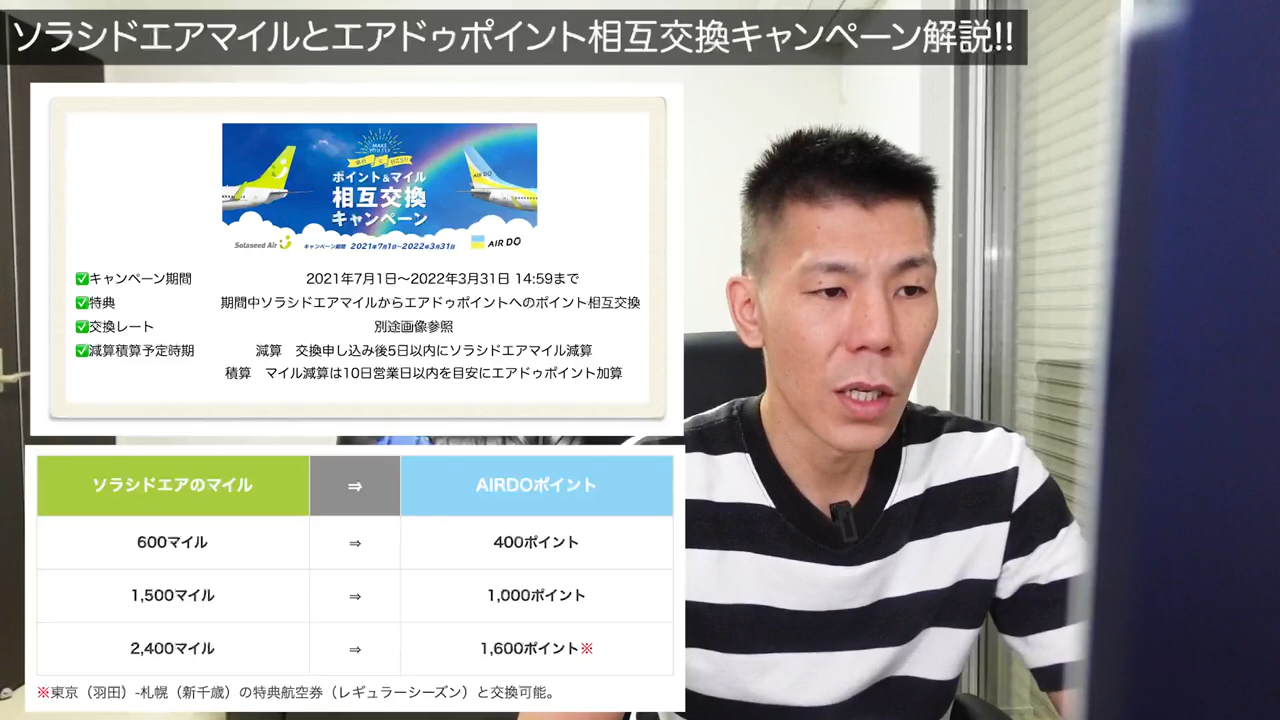 ソラシドエアマイルとエアドゥポイント相互交換キャンペーン解説!!
MAKE
YOU FLY
ポイント&マイル
相互交換
キャンペーン
AIR DO
Solaseed Air キャンペーン期間 2021年7月1日〜2022年3月31日 AIR DO
✅キャンペーン期間 2021年7月1日〜2022年3月31日 14:59まで
✅特典 期間中ソラシドエアマイルからエアドゥポイントへのポイント相互交換
✅交換レート 別途画像参照
✅減算積算予定時期 減算 交換申し込み後5日以内にソラシドエアマイル減算
積算 マイル減算は10日営業日以内を目安にエアドゥポイント加算
ソラシドエアのマイル ⇒ AIRDOポイント
600マイル ⇒ 400ポイント
1,500マイル ⇒ 1,000ポイント
2,400マイル ⇒ 1,600ポイント※
※東京（羽田）-札幌（新千歳）の特典航空券（レギュラーシーズン）と交換可能。